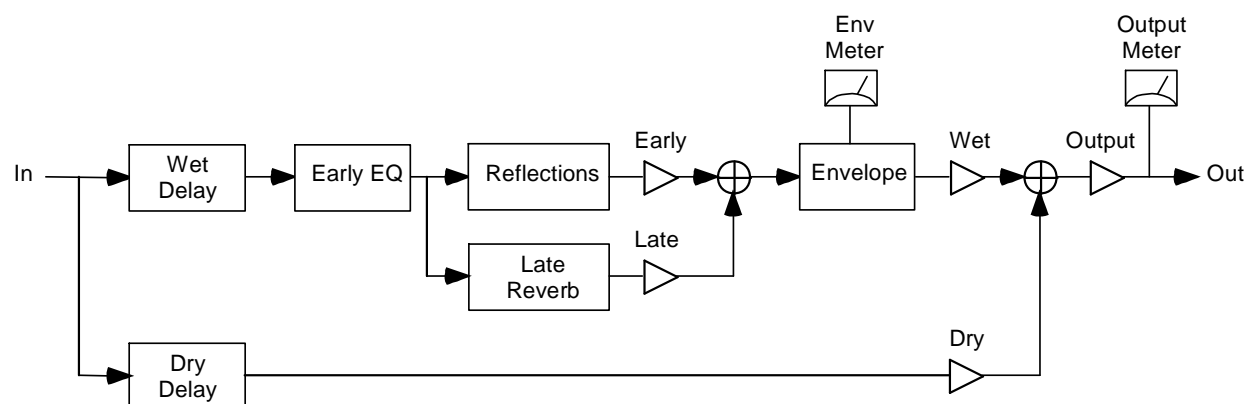 Env
Meter
Output
Meter
In
Wet
Delay
Early EQ
Reflections
Early
Envelope
Wet
Output
Out
Late
Reverb
Late
Dry
Delay
Dry